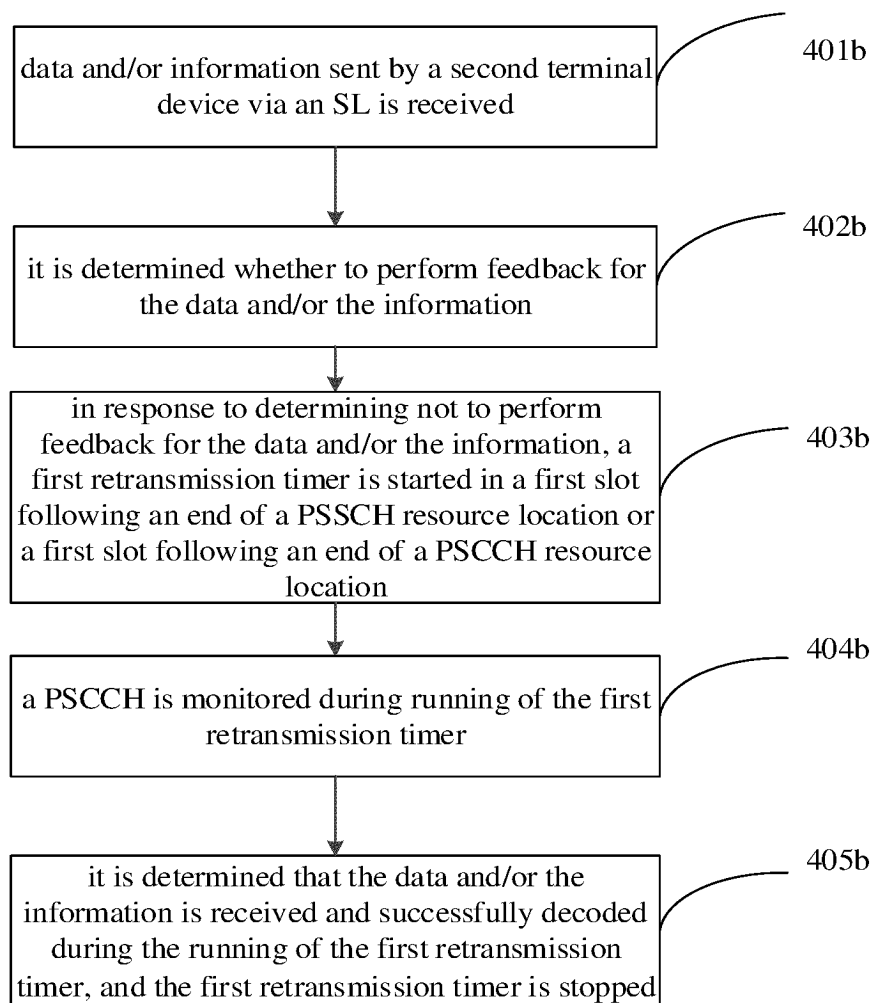 data and/or information sent by a second terminal
device via an SL is received
401b
it is determined whether to perform feedback for
the data and/or the information
402b
in response to determining not to perform
feedback for the data and/or the information, a
first retransmission timer is started in a first slot
following an end of a PSSCH resource location or
a first slot following an end of a PSCCH resource
location
403b
a PSCCH is monitored during running of the first
retransmission timer
404b
it is determined that the data and/or the
information is received and successfully decoded
during the running of the first retransmission
timer, and the first retransmission timer is stopped
405b